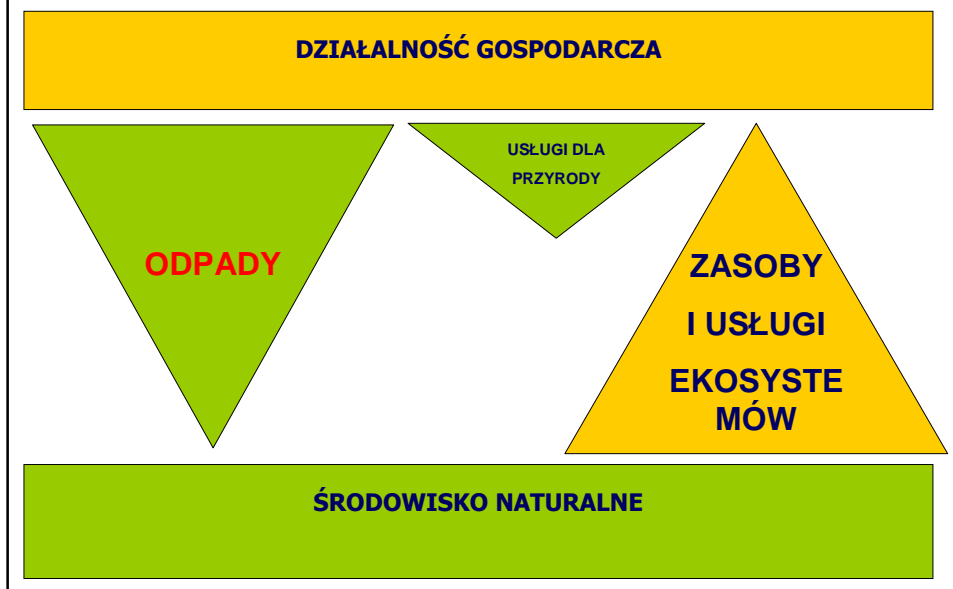 DZIAŁALNOŚĆ GOSPODARCZA
USŁUGI DLA
PRZYRODY
ODPADY
ZASOBY
I USŁUGI
EKOSYSTE
MÓW
ŚRODOWISKO NATURALNE